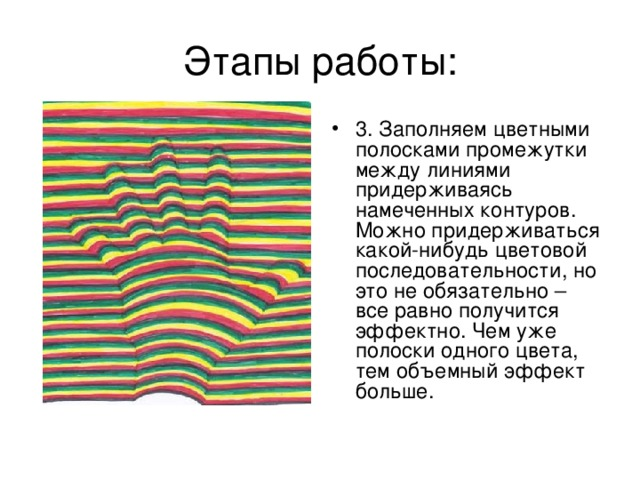 Этапы работы:
• 3. Заполняем цветными
полосками промежутки
между линиями
придерживаясь
намеченных контуров.
Можно придерживаться
какой-нибудь цветовой
последовательности, но
это не обязательно –
все равно получится
эффектно. Чем уже
полоски одного цвета,
тем объемный эффект
больше.